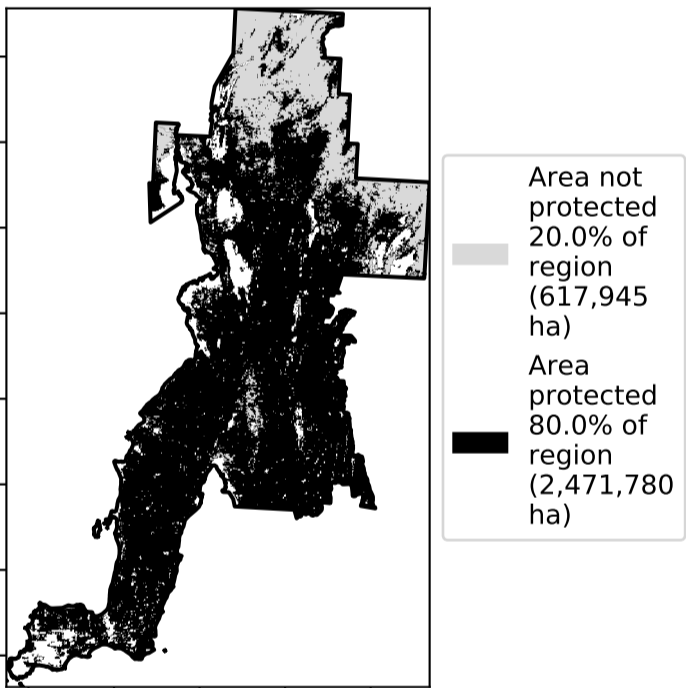 Area not
protected
20.0% of
region
(617,945
ha)
Area
protected
80.0% of
region
(2,471,780
ha)